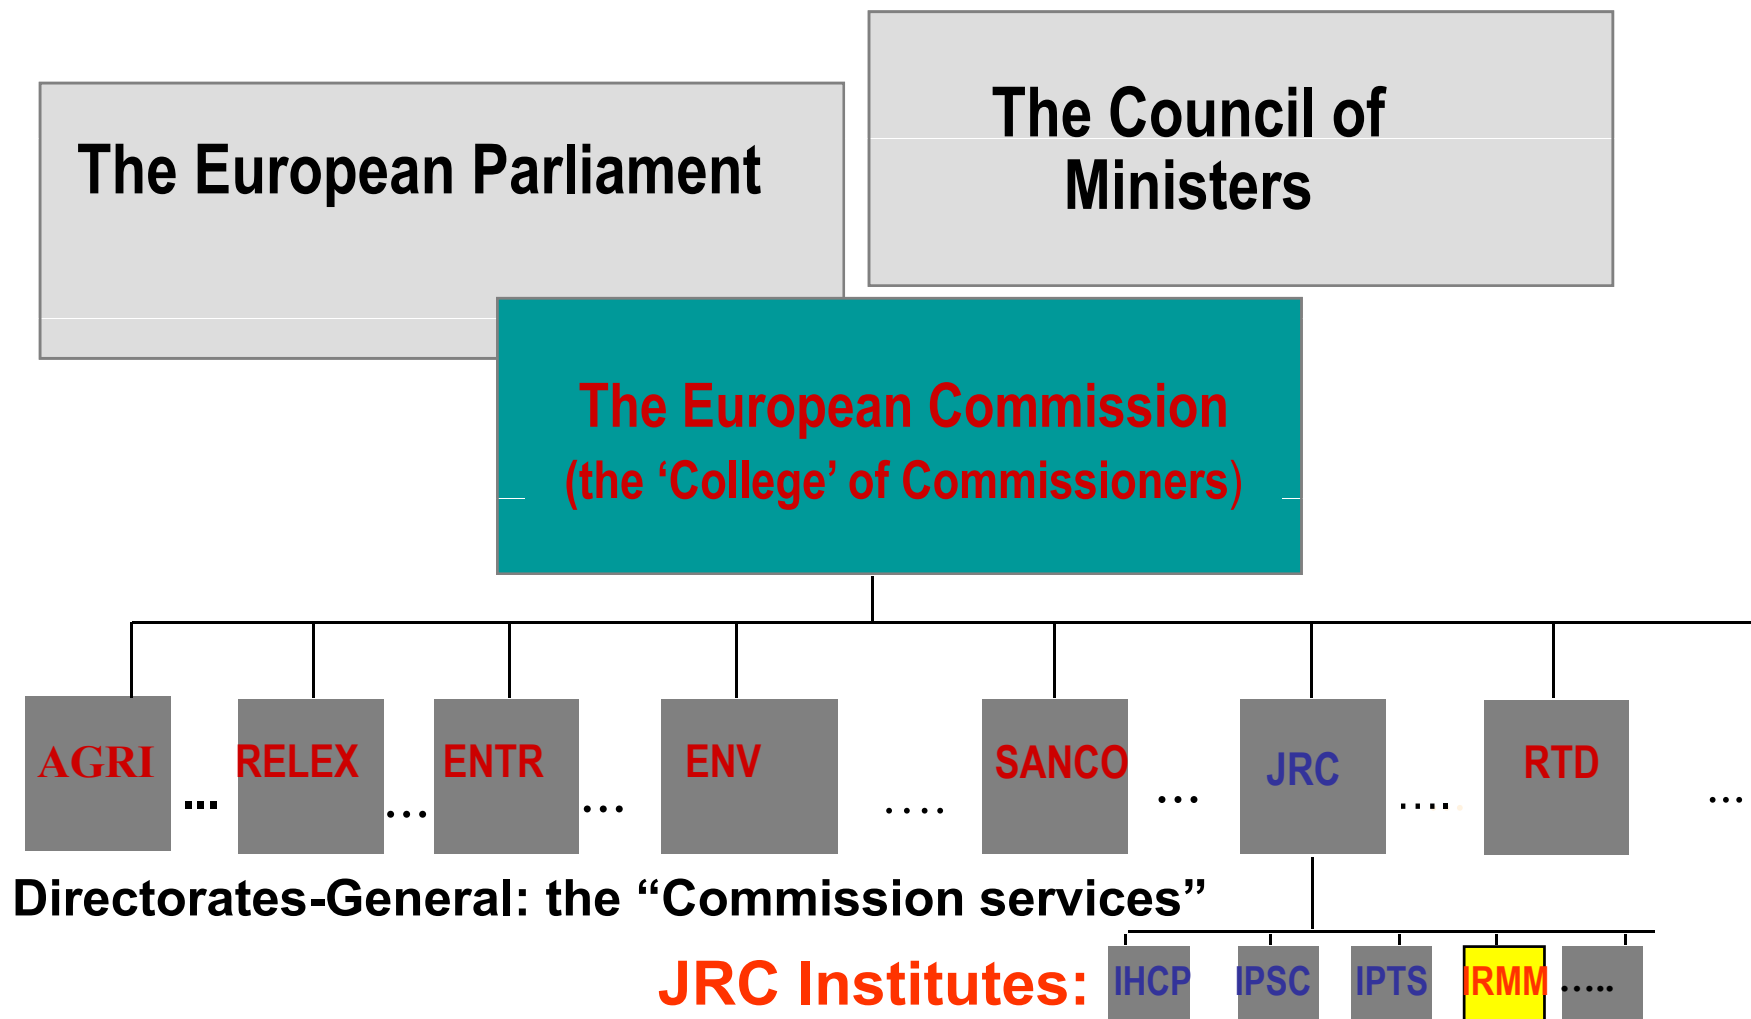 The European Parliament
The Council of
Ministers
The European Commission
(the ‘College’ of Commissioners)
AGRI ... RELEX ... ENTR ... ENV .... SANCO ... JRC ..... RTD ...
Directorates-General: the “Commission services”
JRC Institutes: IHCP IPSC IPTS IRMM .....